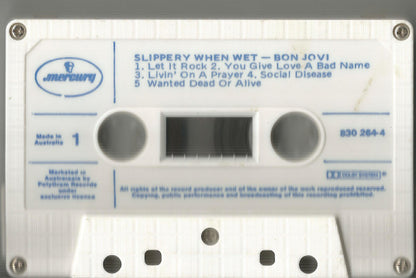 SLIPPERY WHEN WET — BON JOVI
1. Let It Rock 2. You Give Love A Bad Name
3. Livin' On A Prayer 4. Social Disease
5 Wanted Dead Or Alive
mercury
Made in
Australia
1
830 264-4
Marketed in
Australasia by
PolyGram Records
under
exclusive licence
DOLBY SYSTEM
All rights of the record producer and of the owner of the work reproduced reserved.
Copying, public performance and broadcasting of this recording prohibited.